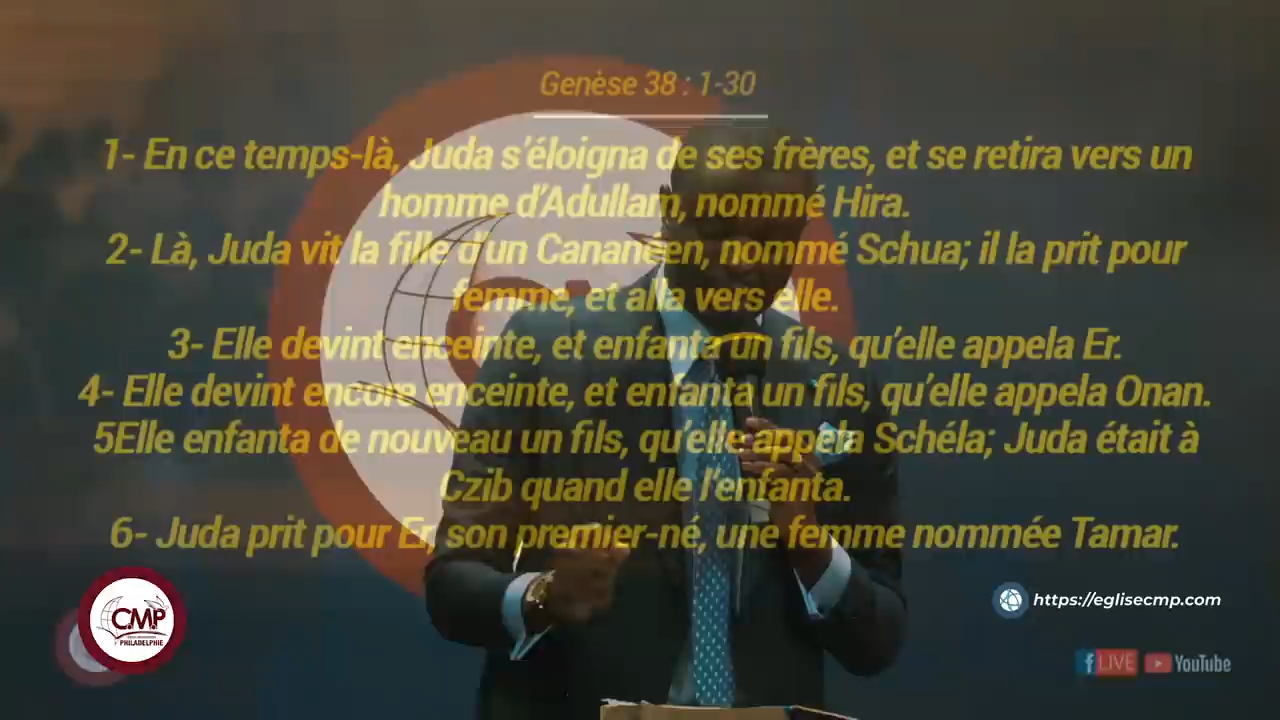 Genèse 38 : 1-30
1- En ce temps-là, Juda s'éloigna de ses frères, et se retira vers un
homme d'Adullam, nommé Hira.
2- Là, Juda vit la fille d'un Cananéen, nommé Schua; il la prit pour
femme, et alla vers elle.
3- Elle devint enceinte, et enfanta un fils, qu'elle appela Er.
4- Elle devint encore enceinte, et enfanta un fils, qu'elle appela Onan.
5Elle enfanta de nouveau un fils, qu'elle appela Schéla; Juda était à
Czib quand elle l'enfanta.
6- Juda prit pour Er, son premier-né, une femme nommée Tamar.
https://eglisecmp.com
C.M.P
PHILADELPHIE
f LIVE YouTube